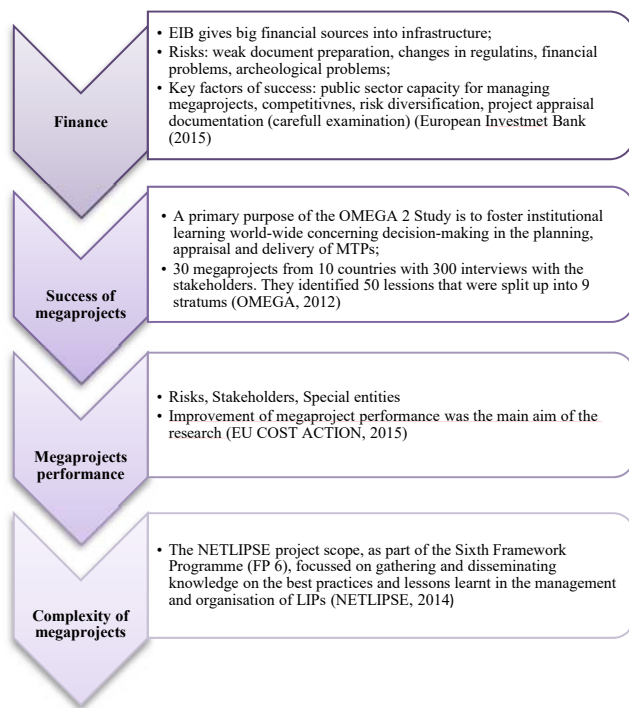 Finance
• EIB gives big financial sources into infrastructure;
• Risks: weak document preparation, changes in regulatins, financial
problems, archeological problems;
• Key factors of success: public sector capacity for managing
megaprojects, competitivnes, risk diversification, project appraisal
documentation (carefull examination) (European Investmet Bank
(2015)
Success of
megaprojects
• A primary purpose of the OMEGA 2 Study is to foster institutional
learning world-wide concerning decision-making in the planning,
appraisal and delivery of MTPs;
• 30 megaprojects from 10 countries with 300 interviews with the
stakeholders. They identified 50 lessions that were split up into 9
stratums (OMEGA, 2012)
Megaprojects
performance
• Risks, Stakeholders, Special entities
• Improvement of megaproject performance was the main aim of the
research (EU COST ACTION, 2015)
Complexity of
megaprojects
• The NETLIPSE project scope, as part of the Sixth Framework
Programme (FP 6), focussed on gathering and disseminating
knowledge on the best practices and lessons learnt in the management
and organisation of LIPs (NETLIPSE, 2014)